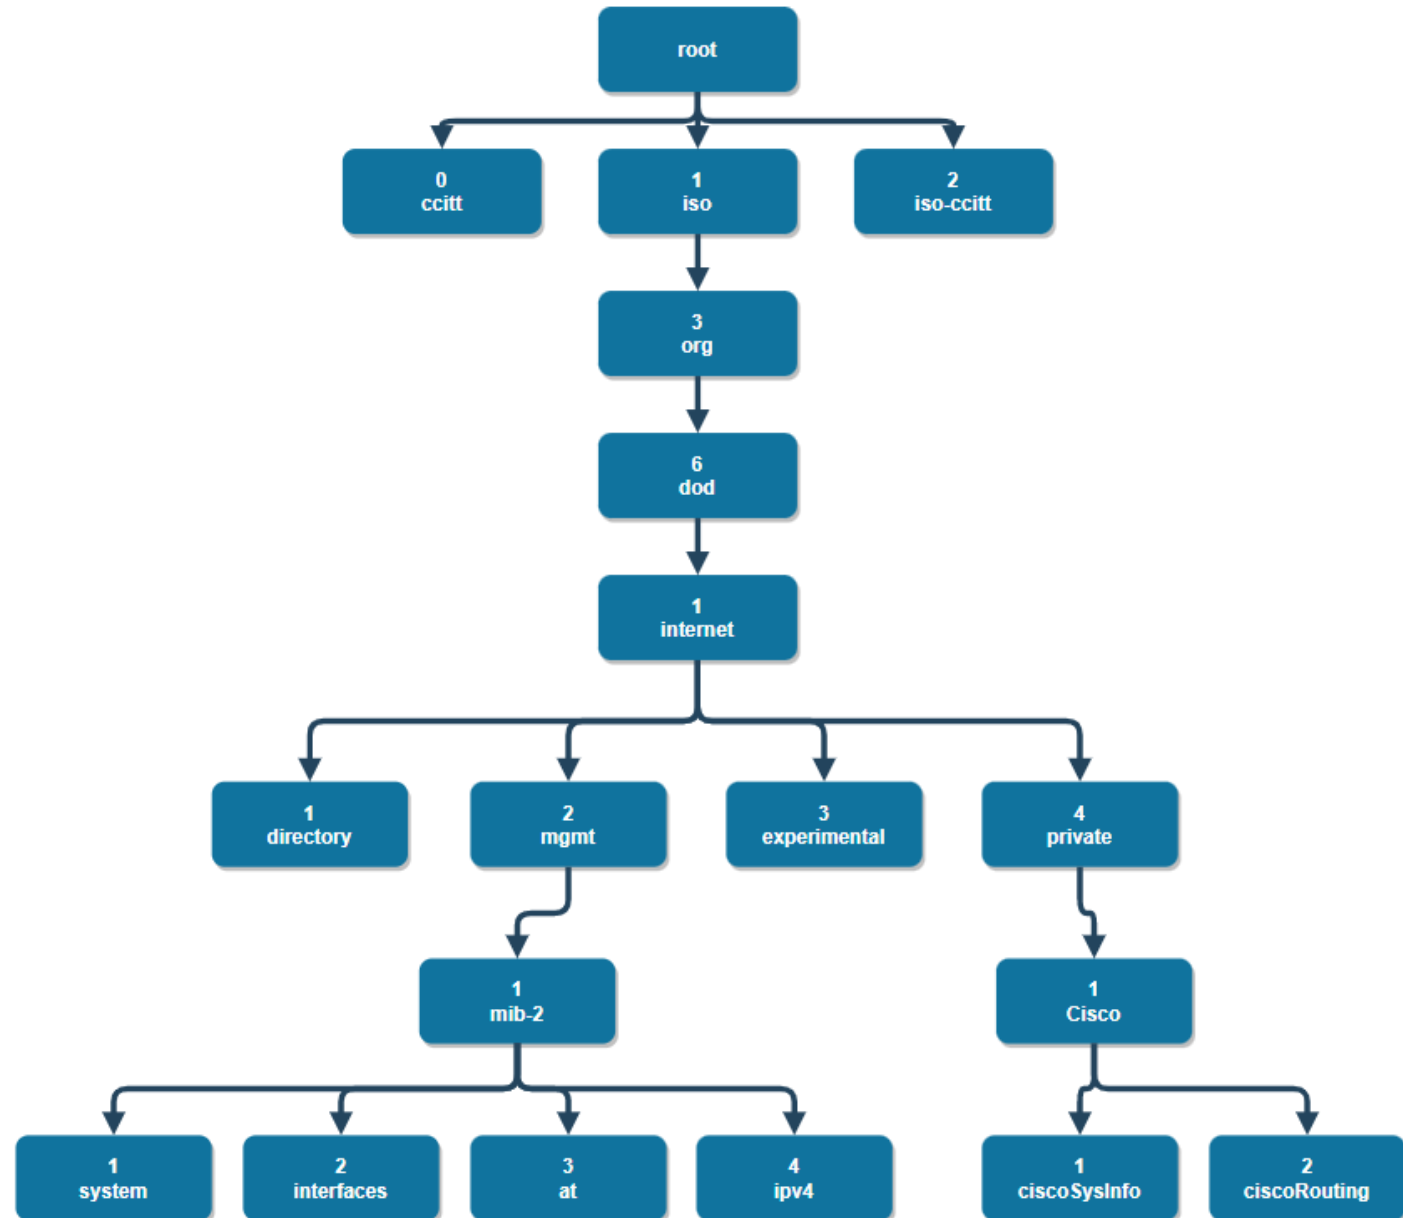 root
0
ccitt
1
iso
2
iso-ccitt
3
org
6
dod
1
internet
1
directory
2
mgmt
3
experimental
4
private
1
mib-2
1
Cisco
1
system
2
interfaces
3
at
4
ipv4
1
ciscoSysInfo
2
ciscoRouting